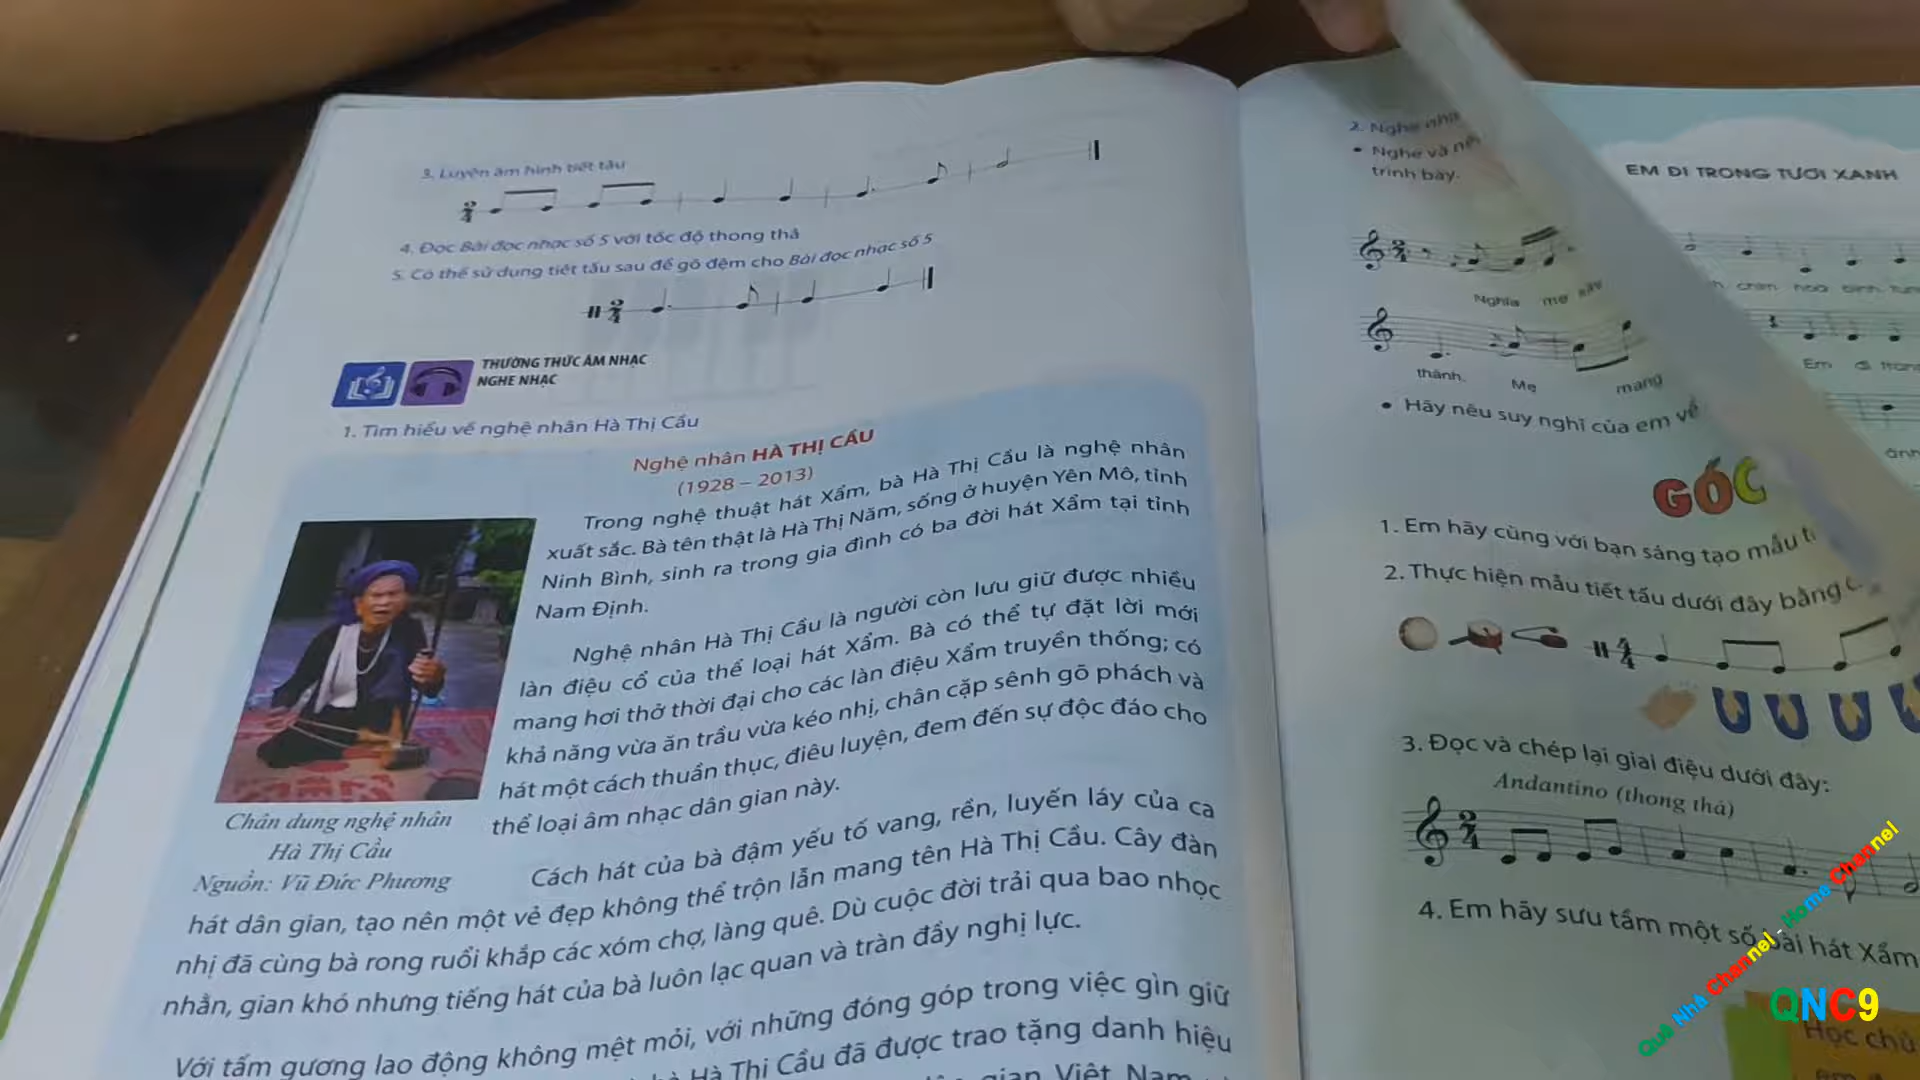 3. Luyện âm hình tiết tấu
4. Đọc Bài đọc nhạc số 5 với tốc độ thong thả
5. Có thể sử dụng tiết tấu sau để gõ đệm cho Bài đọc nhạc số 5
THƯỜNG THỨC ÂM NHẠC
NGHE NHẠC
1. Tìm hiểu về nghệ nhân Hà Thị Cầu
Nghệ nhân HÀ THỊ CẦU
(1928 – 2013)
Trong nghệ thuật hát Xẩm, bà Hà Thị Cầu là nghệ nhân
xuất sắc. Bà tên thật là Hà Thị Năm, sống ở huyện Yên Mô, tỉnh
Ninh Bình, sinh ra trong gia đình có ba đời hát Xẩm tại tỉnh
Nam Định.
Nghệ nhân Hà Thị Cầu là người còn lưu giữ được nhiều
làn điệu cổ của thể loại hát Xẩm. Bà có thể tự đặt lời mới
mang hơi thở thời đại cho các làn điệu Xẩm truyền thống; có
khả năng vừa ăn trầu vừa kéo nhị, chân cặp sênh gõ phách và
hát một cách thuần thục, điêu luyện, đem đến sự độc đáo cho
thể loại âm nhạc dân gian này.
Chân dung nghệ nhân
Hà Thị Cầu
Nguồn: Vũ Đức Phương
Cách hát của bà đậm yếu tố vang, rền, luyến láy của ca
hát dân gian, tạo nên một vẻ đẹp không thể trộn lẫn mang tên Hà Thị Cầu. Cây đàn
nhị đã cùng bà rong ruổi khắp các xóm chợ, làng quê. Dù cuộc đời trải qua bao nhọc
nhằn, gian khó nhưng tiếng hát của bà luôn lạc quan và tràn đầy nghị lực.
Với tấm gương lao động không mệt mỏi, với những đóng góp trong việc gìn giữ
Hà Thị Cầu đã được trao tặng danh hiệu
gian Việt Nam
2. Nghe
• Nghe và
trình bày.
Nghĩa mẹ
thành. Mẹ mang
• Hãy nêu suy nghĩ của em về
GÓC
1. Em hãy cùng với bạn sáng tạo mẫu
2. Thực hiện mẫu tiết tấu dưới đây bằng
3. Đọc và chép lại giai điệu dưới đây:
Andantino (thong thả)
4. Em hãy sưu tầm một số bài hát Xẩm
EM ĐI TRONG TƯƠI XANH
Em đi trong
Học chủ
Quê Nhà Channel - Home Channel
QNC9